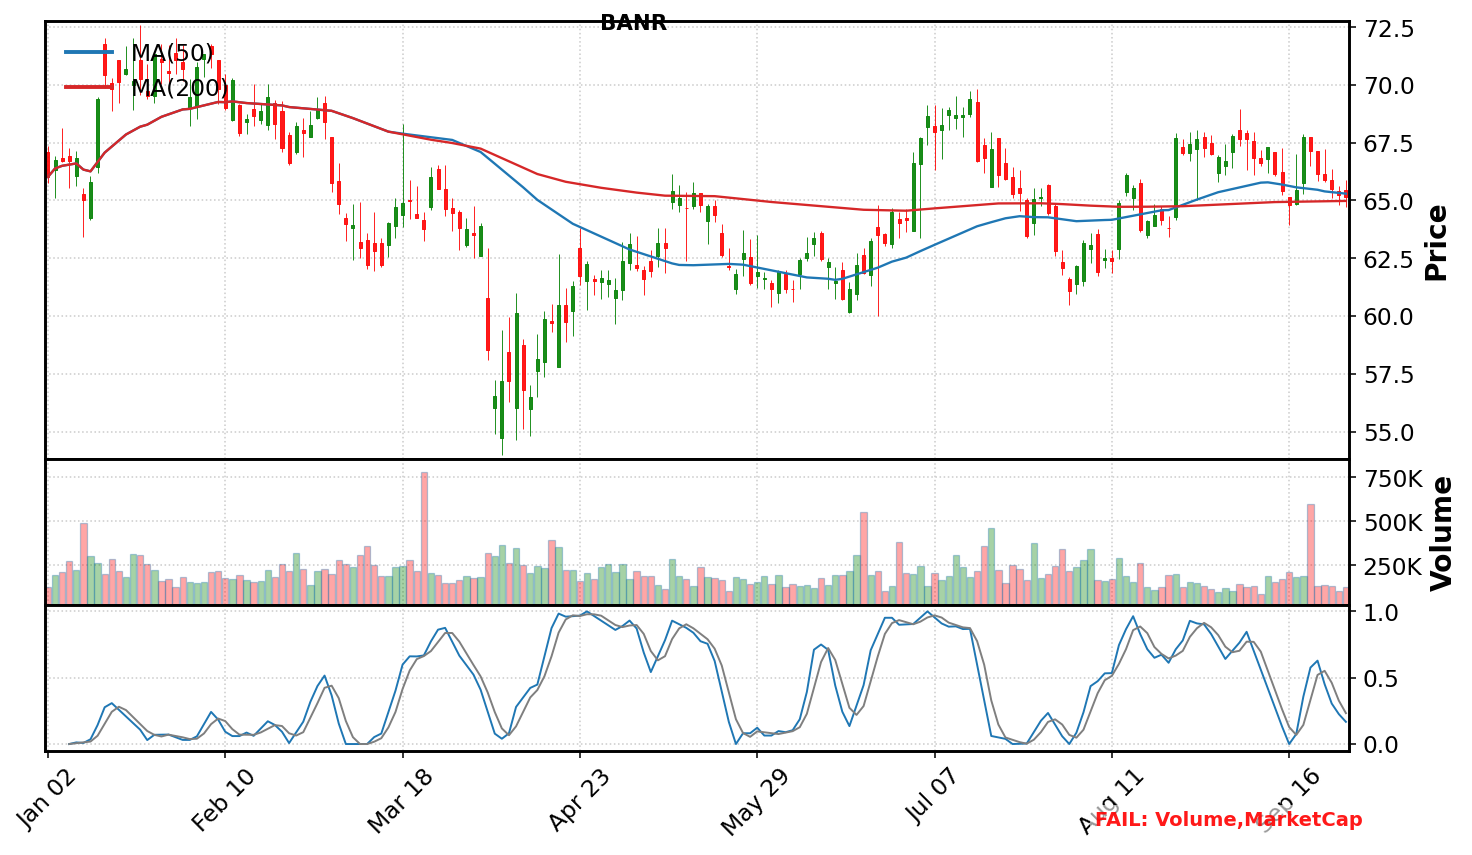 BANR
MA(50)
MA(200)
72.5
70.0
67.5
65.0
62.5
60.0
57.5
55.0
Price
750K
500K
250K
Volume
1.0
0.5
0.0
Jan 02
Feb 10
Mar 18
Apr 23
May 29
Jul 07
Aug 11
Sep 16
FAIL: Volume,MarketCap